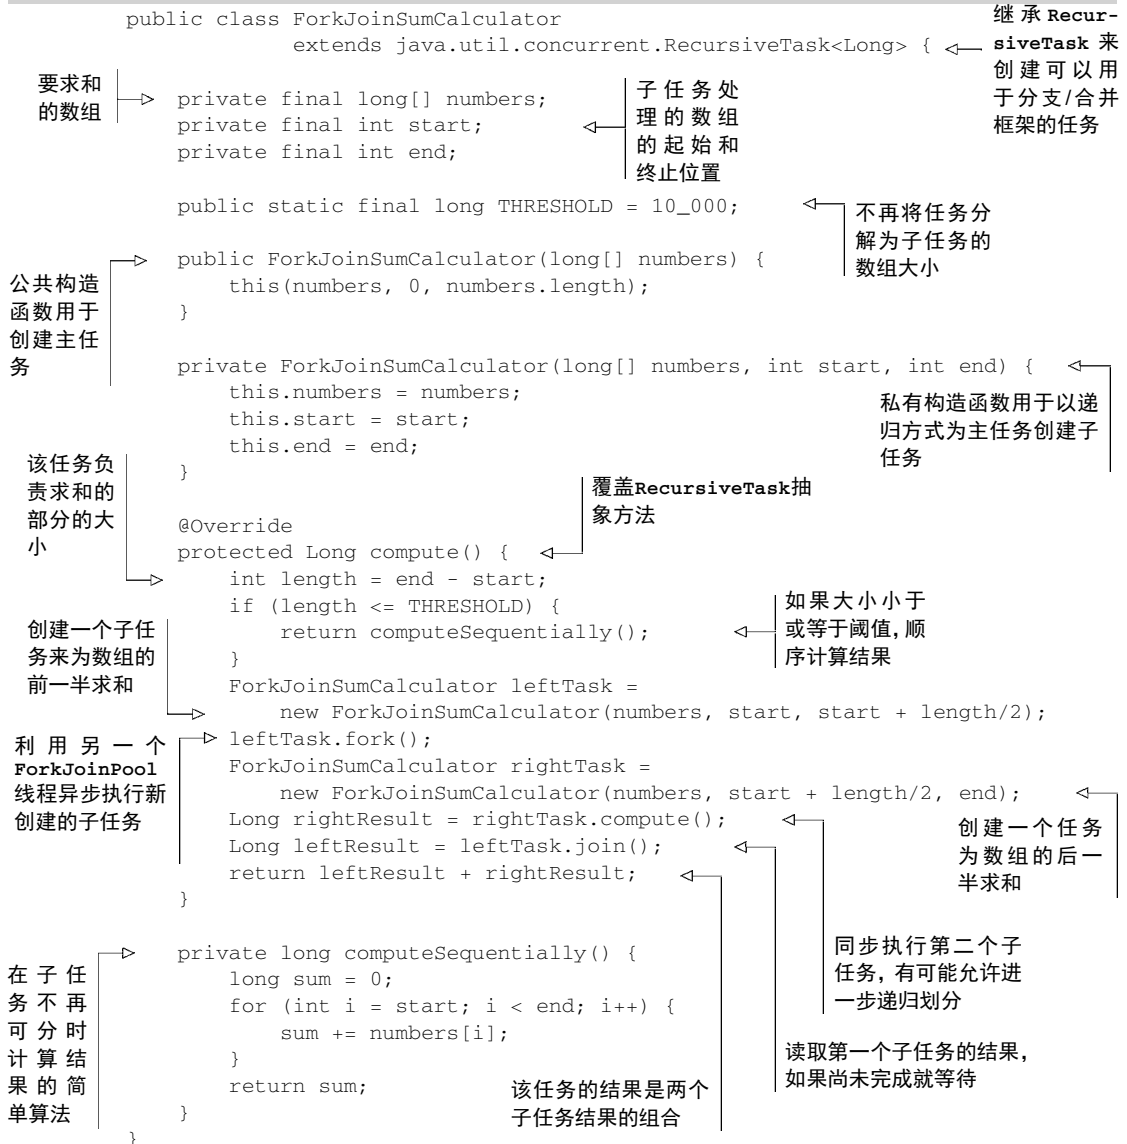 public class ForkJoinSumCalculator
extends java.util.concurrent.RecursiveTask<Long> {
继承Recur-
siveTask 来
创建可以用
于分支/合并
框架的任务
要求和
的数组
private final long[] numbers;
private final int start;
private final int end;
子任务处
理的数组
的起始和
终止位置
public static final long THRESHOLD = 10_000;
不再将任务分
解为子任务的
数组大小
public ForkJoinSumCalculator(long[] numbers) {
this(numbers, 0, numbers.length);
}
公共构造
函数用于
创建主任
务
private ForkJoinSumCalculator(long[] numbers, int start, int end) {
this.numbers = numbers;
this.start = start;
this.end = end;
}
私有构造函数用于以递
归方式为主任务创建子
任务
该任务负
责求和的
部分的大
小
覆盖RecursiveTask抽
象方法
@Override
protected Long compute() {
int length = end - start;
if (length <= THRESHOLD) {
return computeSequentially();
}
如果大小小于
或等于阈值，顺
序计算结果
创建一个子任
务来为数组的
前一半求和
ForkJoinSumCalculator leftTask =
new ForkJoinSumCalculator(numbers, start, start + length/2);
leftTask.fork();
利用另一个
ForkJoinPool
线程异步执行新
创建的子任务
ForkJoinSumCalculator rightTask =
new ForkJoinSumCalculator(numbers, start + length/2, end);
Long rightResult = rightTask.compute();
Long leftResult = leftTask.join();
return leftResult + rightResult;
}
创建一个任务
为数组的后一
半求和
同步执行第二个子
任务，有可能允许进
一步递归划分
private long computeSequentially() {
long sum = 0;
for (int i = start; i < end; i++) {
sum += numbers[i];
}
return sum;
}
}
在子任
务不再
可分时
计算结
果的简
单算法
读取第一个子任务的结果，
如果尚未完成就等待
该任务的结果是两个
子任务结果的组合